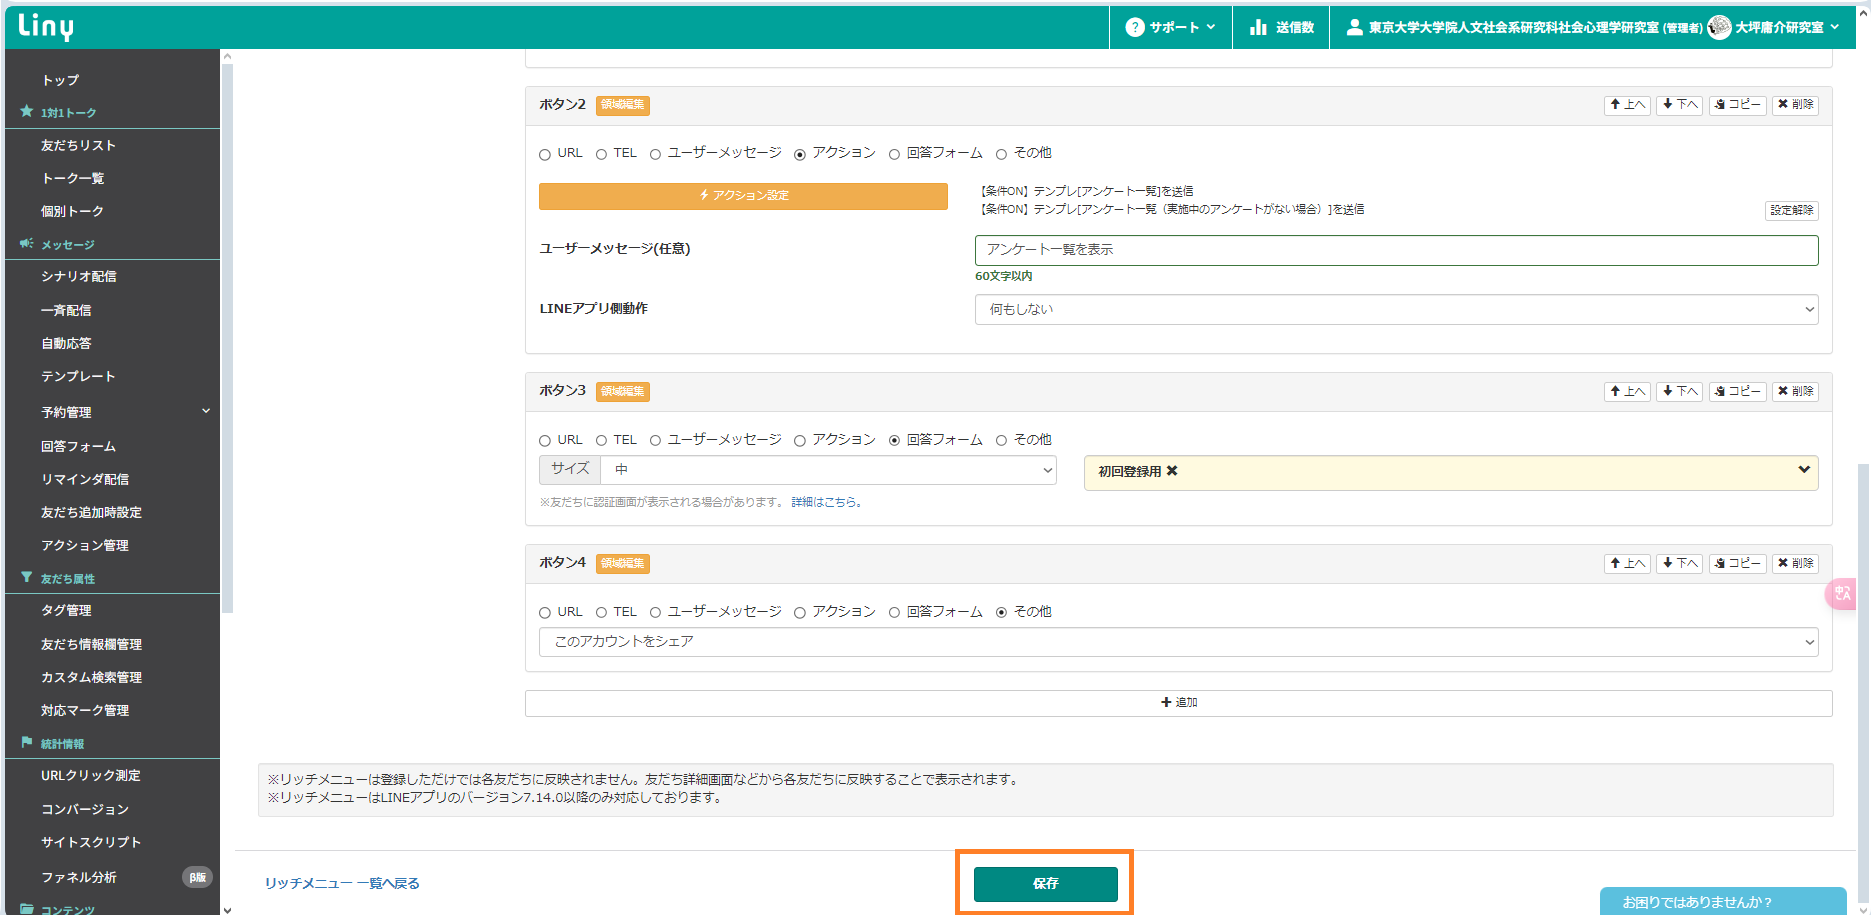 Liny
サポート
送信数
東京大学大学院人文社会系研究科社会心理学研究室 (管理者) 大坪庸介研究室
トップ
1対1トーク
友だちリスト
トーク一覧
個別トーク
メッセージ
シナリオ配信
一斉配信
自動応答
テンプレート
予約管理
回答フォーム
リマインダ配信
友だち追加時設定
アクション管理
友だち属性
タグ管理
友だち情報欄管理
カスタム検索管理
対応マーク管理
統計情報
URLクリック測定
コンバージョン
サイトスクリプト
ファネル分析 β版
コンテンツ
ボタン2 領域編集 上へ 下へ コピー 削除
URL TEL ユーザーメッセージ アクション 回答フォーム その他
アクション設定
【条件ON】テンプレ[アンケート一覧]を送信
【条件ON】テンプレ[アンケート一覧（実施中のアンケートがない場合）]を送信
設定解除
ユーザーメッセージ(任意)
アンケート一覧を表示
60文字以内
LINEアプリ側動作
何もしない
ボタン3 領域編集 上へ 下へ コピー 削除
URL TEL ユーザーメッセージ アクション 回答フォーム その他
サイズ 中
初回登録用
※友だちに認証画面が表示される場合があります。 詳細はこちら。
ボタン4 領域編集 上へ 下へ コピー 削除
URL TEL ユーザーメッセージ アクション 回答フォーム その他
このアカウントをシェア
追加
※リッチメニューは登録しただけでは各友だちに反映されません。友だち詳細画面などから各友だちに反映することで表示されます。
※リッチメニューはLINEアプリのバージョン7.14.0以降のみ対応しております。
リッチメニュー 一覧へ戻る
保存
お困りではありませんか？